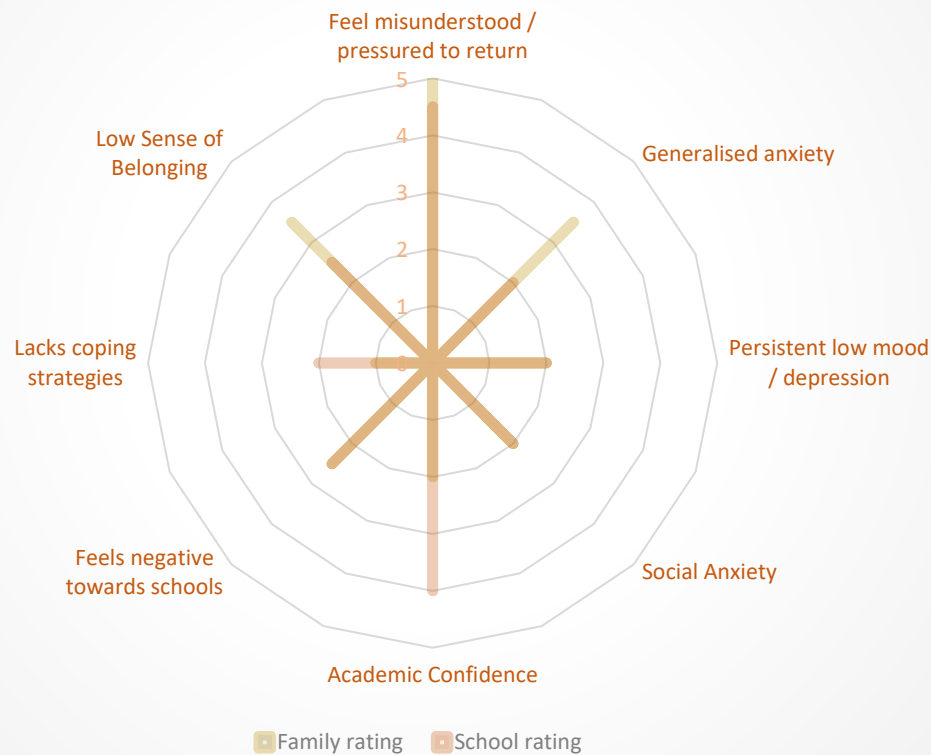 Feel misunderstood /
pressured to return
5
Low Sense of
Belonging
4
Generalised anxiety
3
2
1
Lacks coping
strategies
0
Persistent low mood
/ depression
Feels negative
towards schools
Social Anxiety
Academic Confidence
Family rating
School rating